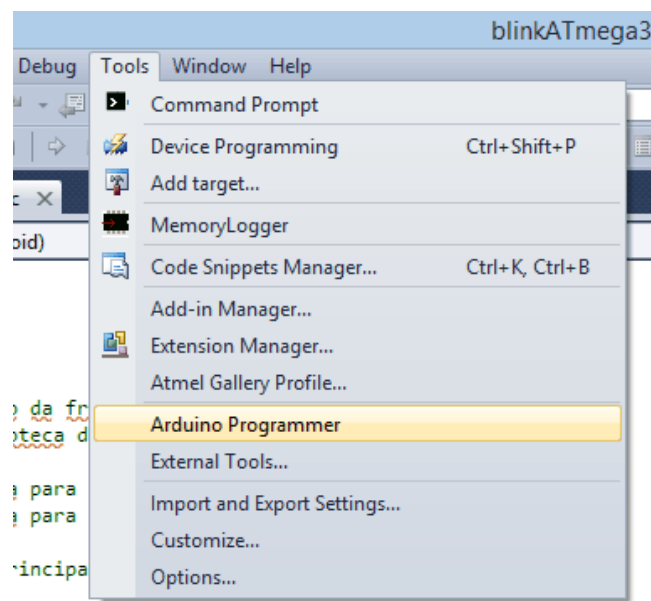 blinkATmega3
Debug Tools Window Help
Command Prompt
Device Programming Ctrl+Shift+P
Add target...
MemoryLogger
oid)
Code Snippets Manager... Ctrl+K, Ctrl+B
Add-in Manager...
Extension Manager...
Atmel Gallery Profile...
da fr
Arduino Programmer
oteca d
External Tools...
a para
Import and Export Settings...
a para
Customize...
rincipa
Options...